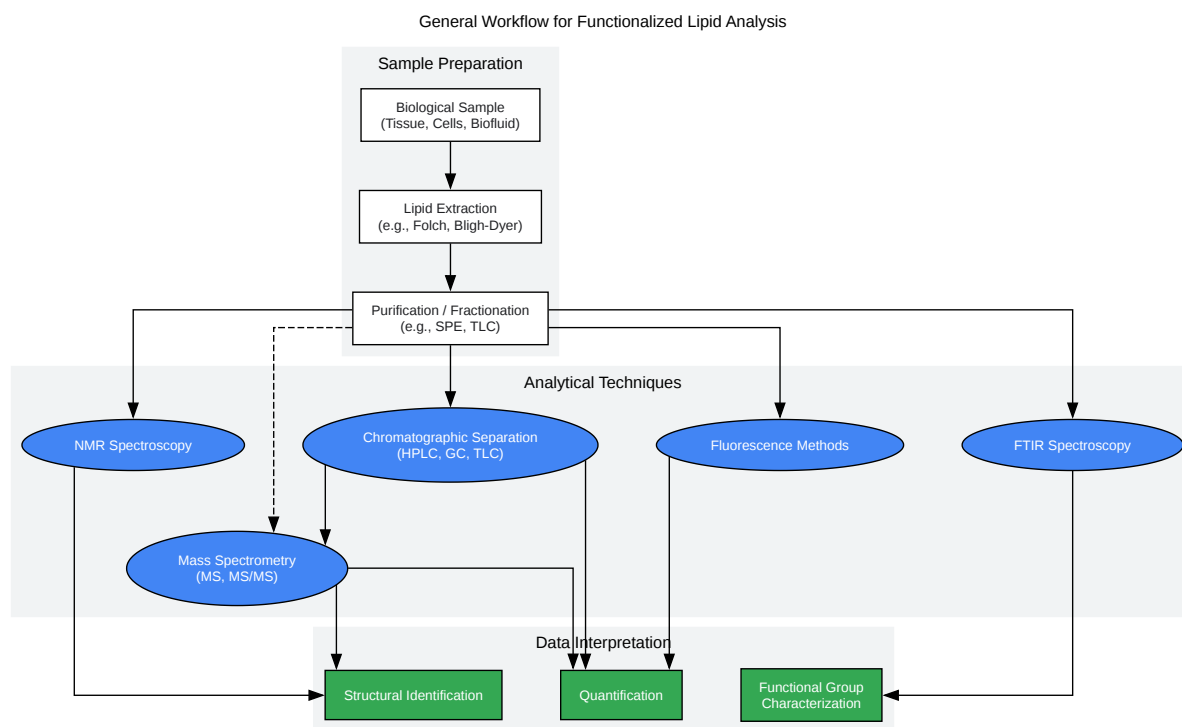 General Workflow for Functionalized Lipid Analysis
Sample Preparation
Biological Sample
(Tissue, Cells, Biofluid)
Lipid Extraction
(e.g., Folch, Bligh-Dyer)
Purification / Fractionation
(e.g., SPE, TLC)
Analytical Techniques
NMR Spectroscopy
Chromatographic Separation
(HPLC, GC, TLC)
Fluorescence Methods
FTIR Spectroscopy
Mass Spectrometry
(MS, MS/MS)
Data Interpretation
Structural Identification
Quantification
Functional Group
Characterization